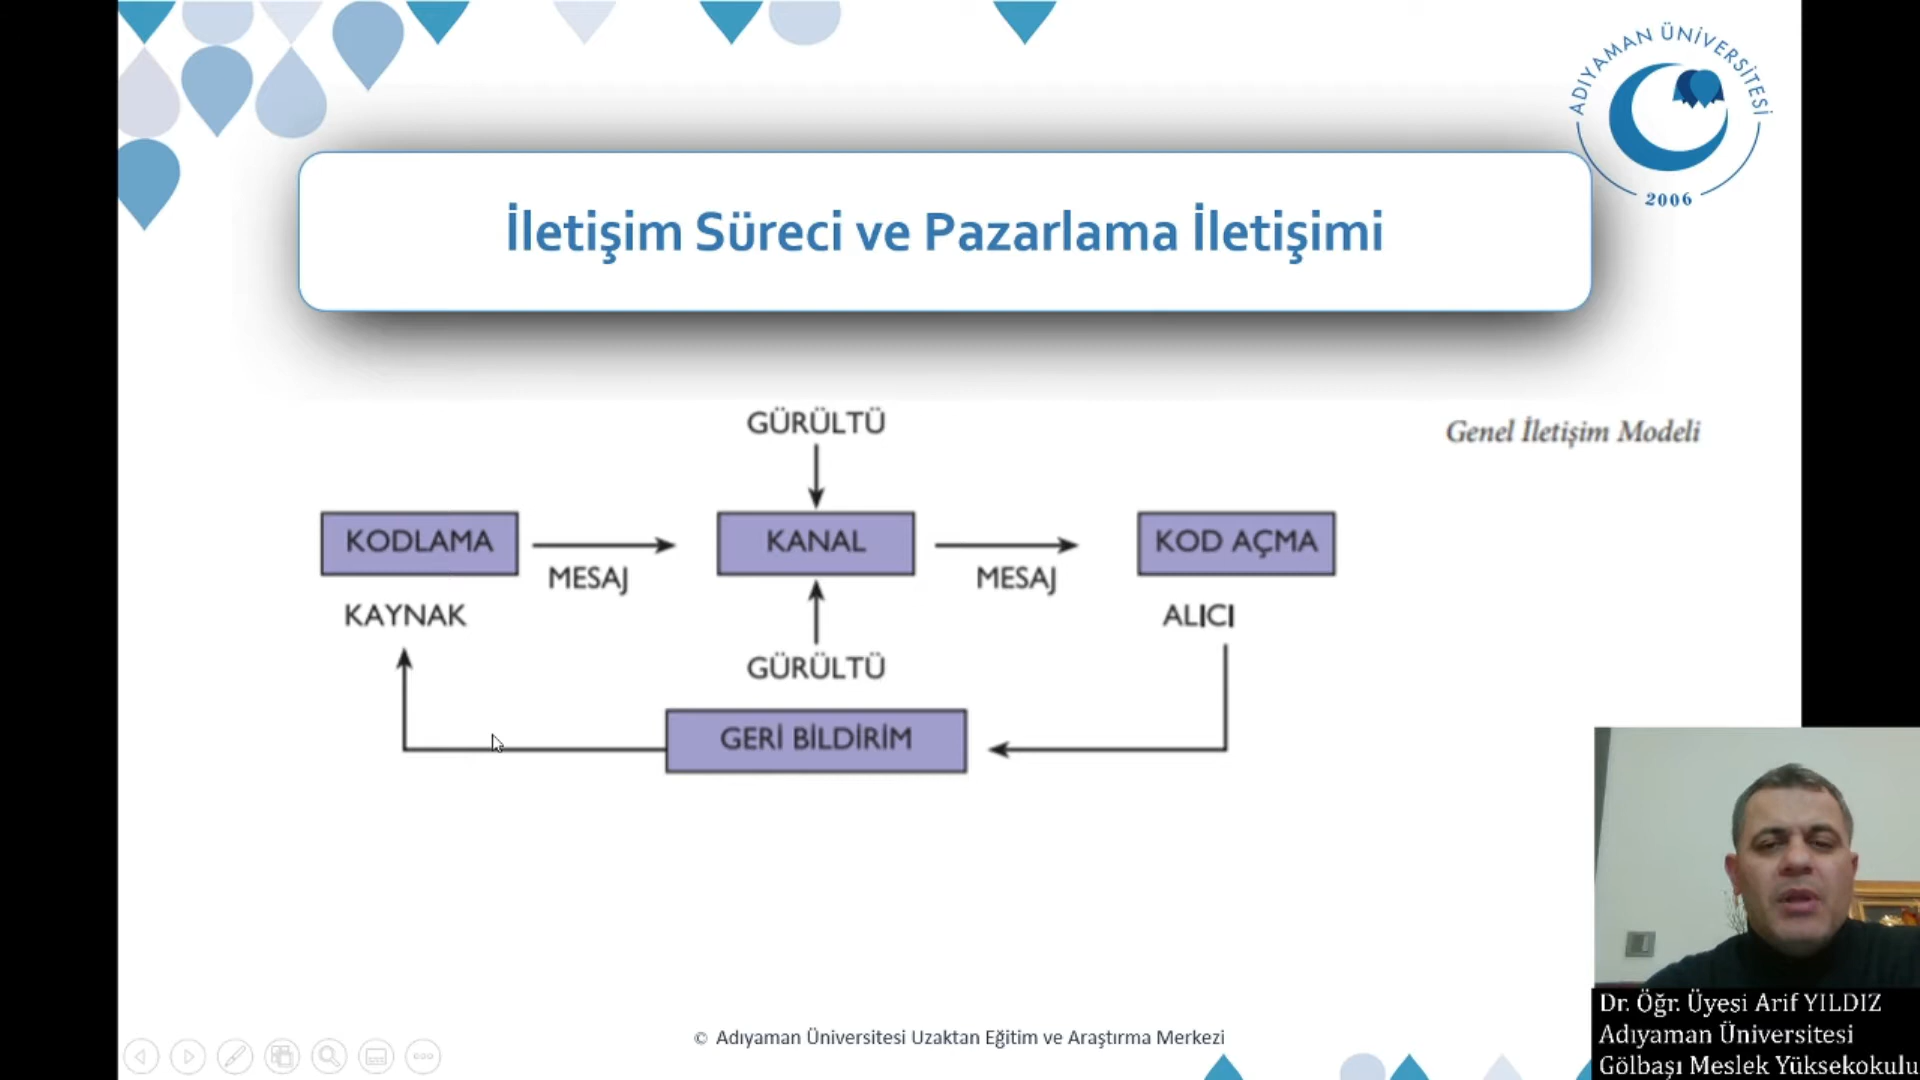 ADIYAMAN ÜNİVERSİTESİ
2006
İletişim Süreci ve Pazarlama İletişimi
Genel İletişim Modeli
GÜRÜLTÜ
KODLAMA
MESAJ
KANAL
MESAJ
KOD AÇMA
KAYNAK
ALICI
GÜRÜLTÜ
GERİ BİLDİRİM
© Adıyaman Üniversitesi Uzaktan Eğitim ve Araştırma Merkezi
Dr. Öğr. Üyesi Arif YILDIZ
Adıyaman Üniversitesi
Gölbaşı Meslek Yüksekokulu